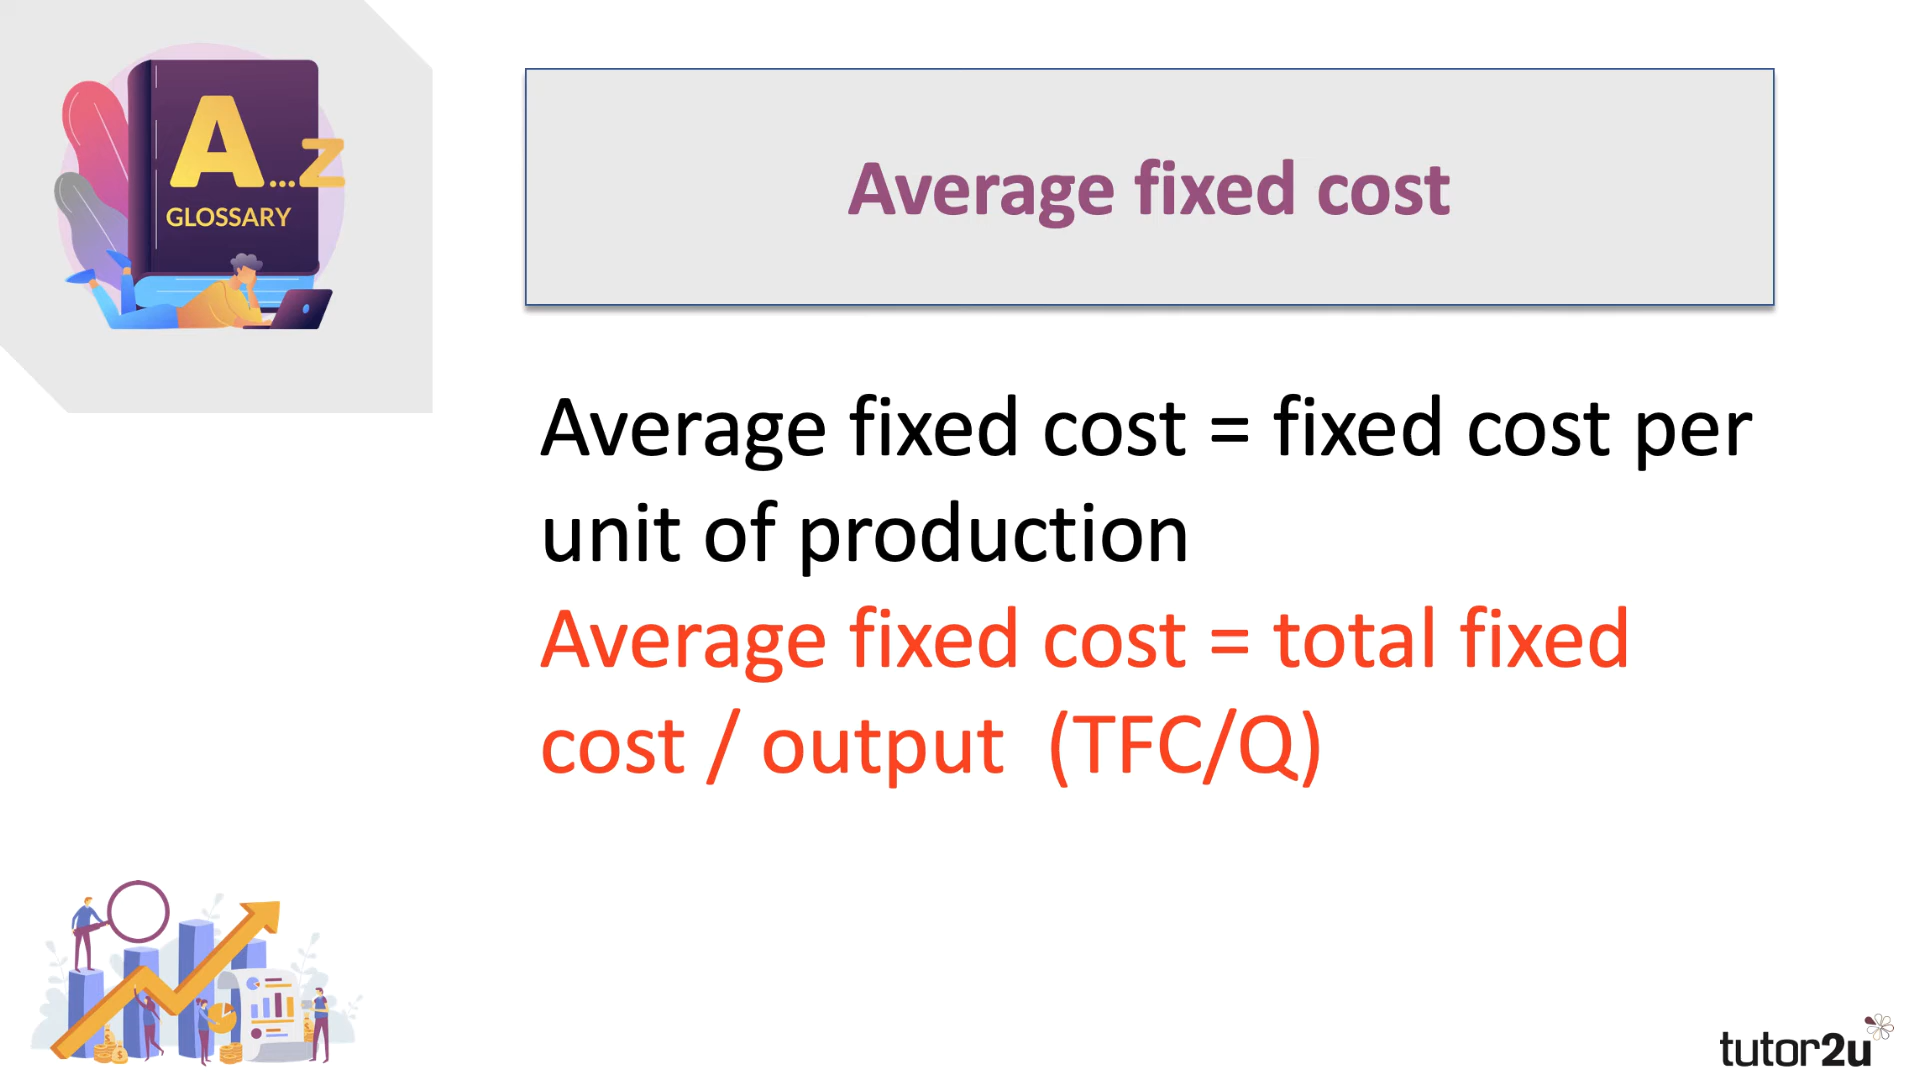 A...Z
GLOSSARY
Average fixed cost
Average fixed cost = fixed cost per
unit of production
Average fixed cost = total fixed
cost / output (TFC/Q)
tutor2u